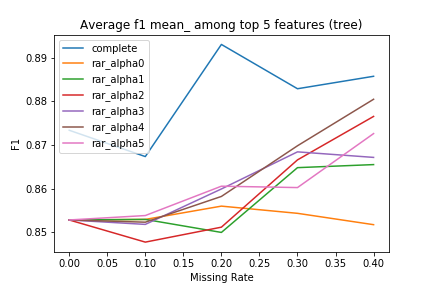 Average f1 mean_ among top 5 features (tree)
complete
rar_alpha0
rar_alpha1
rar_alpha2
rar_alpha3
rar_alpha4
rar_alpha5
F1
0.89
0.88
0.87
0.86
0.85
0.00 0.05 0.10 0.15 0.20 0.25 0.30 0.35 0.40
Missing Rate